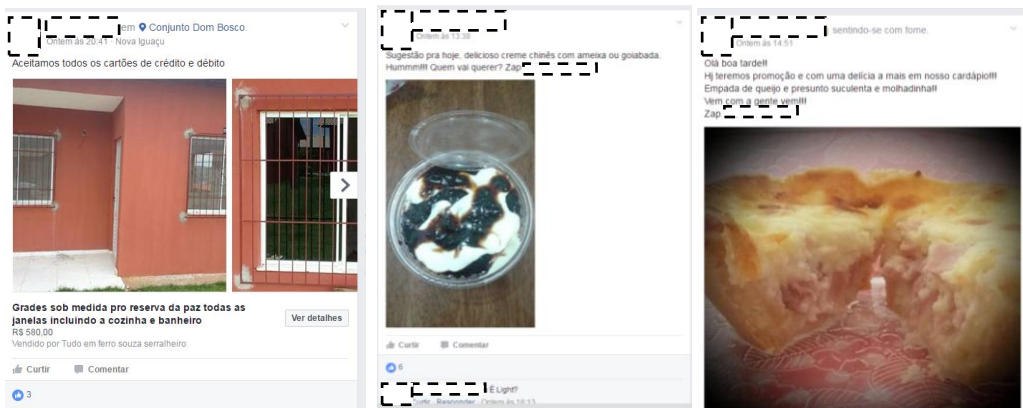 em Conjunto Dom Bosco.
Ontem às 20:41 · Nova Iguaçu
Aceitamos todos os cartões de crédito e débito
Grades sob medida pro reserva da paz todas as
janelas incluindo a cozinha e banheiro
R$ 580,00
Vendido por Tudo em ferro souza serralheiro
Ver detalhes
Curtir Comentar
3
Ontem às 13:38
Sugestão pra hoje, delicioso creme chinês com ameixa ou goiabada.
Hummm!!! Quem vai querer? Zap
Curtir Comentar
6
É Light?
Curtir · Responder · Ontem às 16:13
sentindo-se com fome.
Ontem às 14:51
Olá boa tarde!!
Hj teremos promoção e com uma delícia a mais em nosso cardápio!!!
Empada de queijo e presunto suculenta e molhadinha!!
Vem com a gente vem!!!
Zap